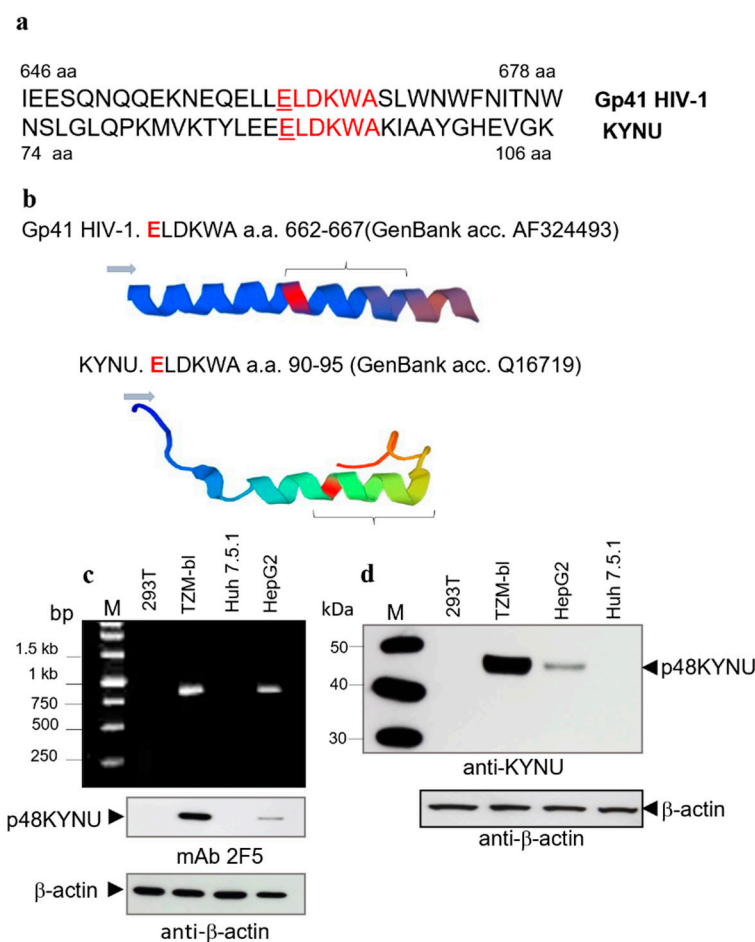 a
646 aa 678 aa
IEESQNQQEKNEQELLELDKWASLWNWFNITNW Gp41 HIV-1
NSLGLQPKMVKTYLEEELDKWAKIAAYGHEVGK KYNU
74 aa 106 aa
b
Gp41 HIV-1. ELDKWA a.a. 662-667(GenBank acc. AF324493)
KYNU. ELDKWA a.a. 90-95 (GenBank acc. Q16719)
c
bp M 293T TZM-bl Huh 7.5.1 HepG2
1.5 kb
1 kb
750
500
250
p48KYNU
mAb 2F5
β-actin
anti-β-actin
d
kDa M 293T TZM-bl HepG2 Huh 7.5.1
50
40
30
p48KYNU
anti-KYNU
β-actin
anti-β-actin